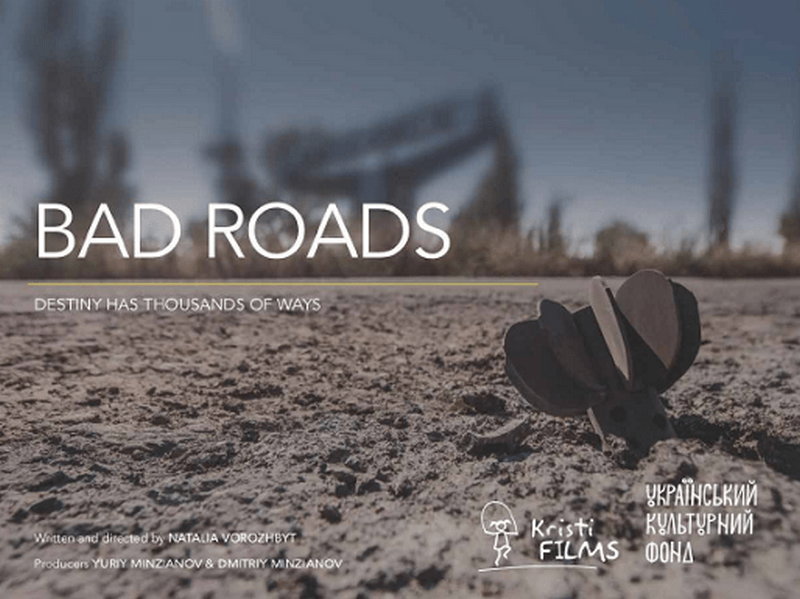 BAD ROADS
DESTINY HAS THOUSANDS OF WAYS
Written and directed by NATALIA VOROZHBYT
Producers YURIY MINZIANOV & DMITRIY MINZIANOV
Kristi
FILMS
УКРАЇНСЬКИЙ
КУЛЬТУРНИЙ
ФОНД